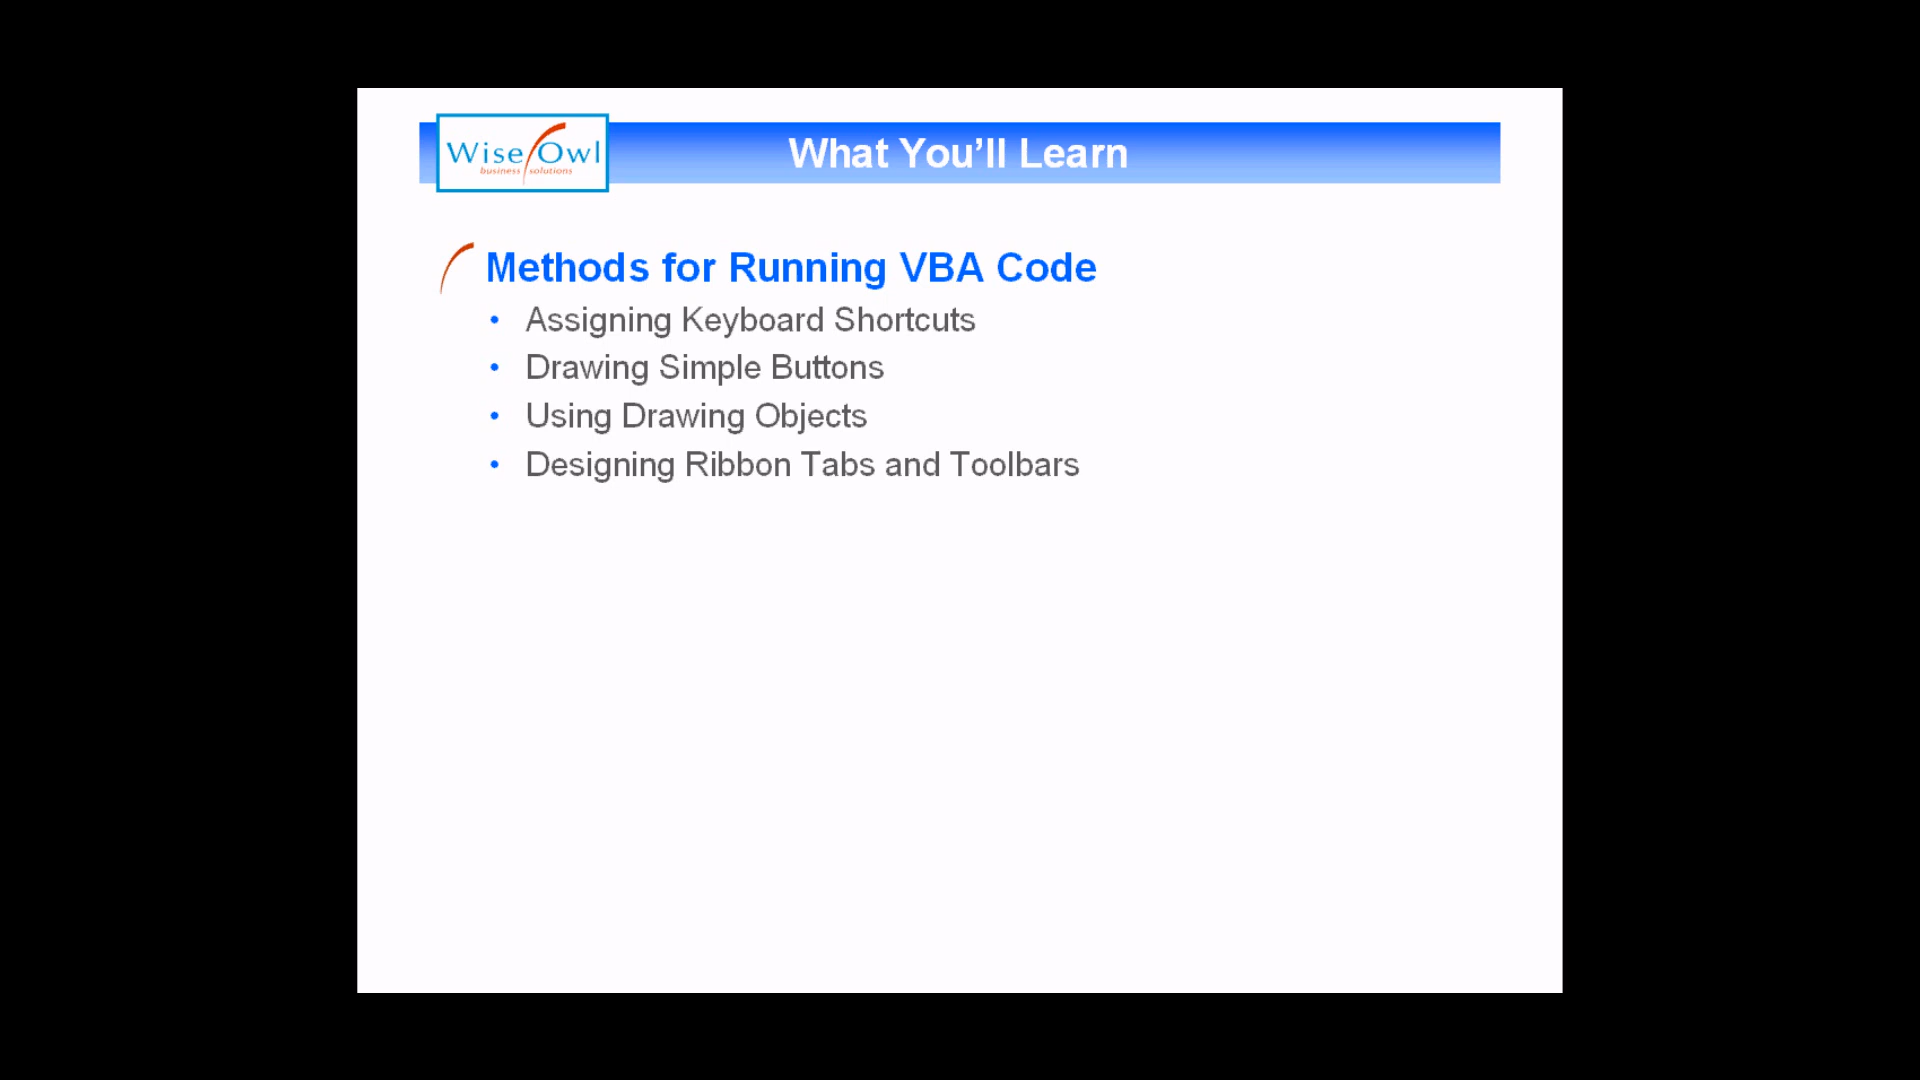 Wise Owl
business solutions
What You’ll Learn
Methods for Running VBA Code
• Assigning Keyboard Shortcuts
• Drawing Simple Buttons
• Using Drawing Objects
• Designing Ribbon Tabs and Toolbars